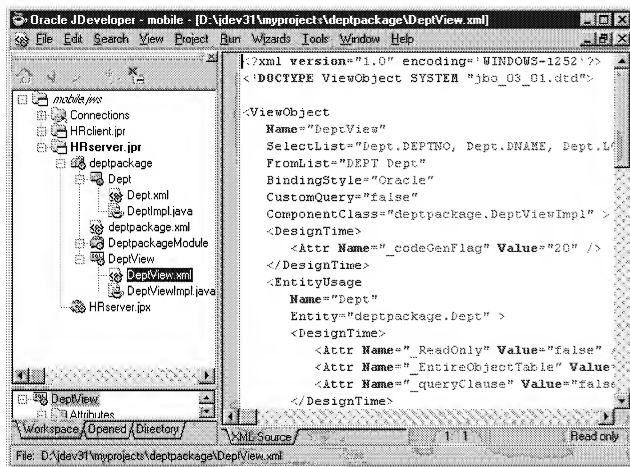 Oracle JDeveloper - mobile - [D:\jdev31\myprojects\deptpackage\DeptView.xml]
File Edit Search View Project Run Wizards Tools Window Help
mobile.jws
Connections
HRclient.jpr
HRserver.jpr
deptpackage
Dept
Dept.xml
DeptImpl.java
deptpackage.xml
DeptpackageModule
DeptView
DeptView.xml
DeptViewImpl.java
HRserver.jpx
DeptView
Attributes
Workspace Opened Directory
<?xml version="1.0" encoding='WINDOWS-1252'?>
<!DOCTYPE ViewObject SYSTEM "jbo_03_01.dtd">
<ViewObject
Name="DeptView"
SelectList="Dept.DEPTNO, Dept.DNAME, Dept.LO
FromList="DEPT Dept"
BindingStyle="Oracle"
CustomQuery="false"
ComponentClass="deptpackage.DeptViewImpl" >
<DesignTime>
<Attr Name="_codeGenFlag" Value="20" />
</DesignTime>
<EntityUsage
Name="Dept"
Entity="deptpackage.Dept" >
<DesignTime>
<Attr Name="_ReadOnly" Value="false" /
<Attr Name="_EntireObjectTable" Value
<Attr Name="_queryClause" Value="false
</DesignTime>
XML Source 1: 1 Read only
File: D:\jdev31\myprojects\deptpackage\DeptView.xml